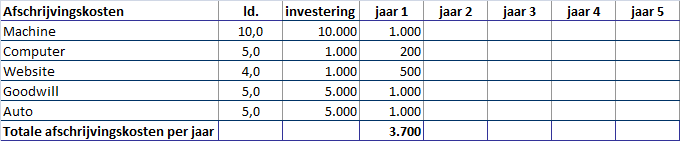 Afschrijvingskosten ld. investering jaar 1 jaar 2 jaar 3 jaar 4 jaar 5
Machine 10,0 10.000 1.000
Computer 5,0 1.000 200
Website 4,0 1.000 500
Goodwill 5,0 5.000 1.000
Auto 5,0 5.000 1.000
Totale afschrijvingskosten per jaar 3.700